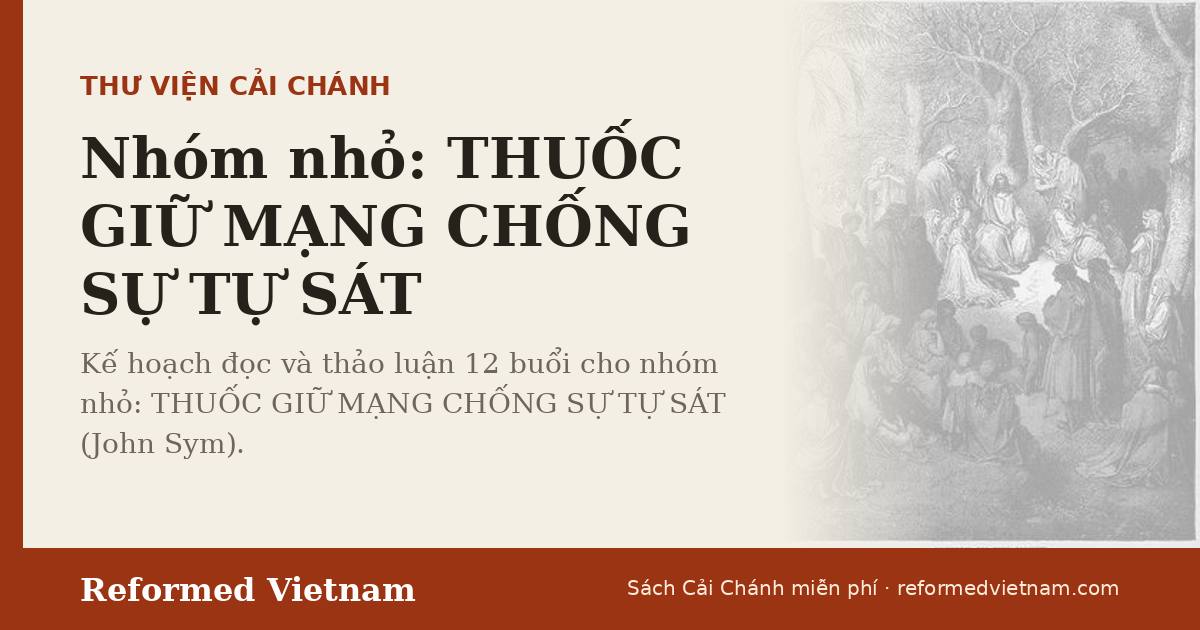 THƯ VIỆN CẢI CHÁNH
Nhóm nhỏ: THUỐC
GIỮ MẠNG CHỐNG
SỰ TỰ SÁT
Kế hoạch đọc và thảo luận 12 buổi cho nhóm
nhỏ: THUỐC GIỮ MẠNG CHỐNG SỰ TỰ SÁT
(John Sym).
Reformed Vietnam
Sách Cải Chánh miễn phí · reformedvietnam.com